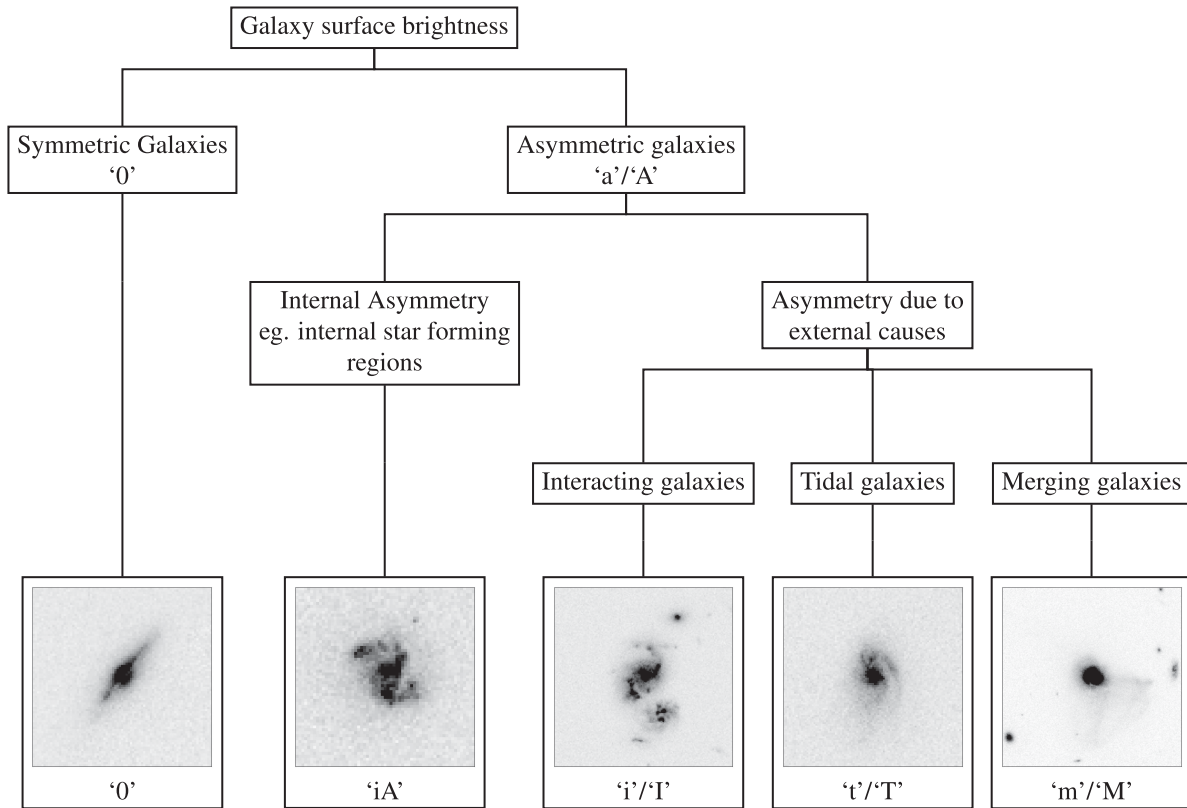 Galaxy surface brightness
Symmetric Galaxies
‘0’
Asymmetric galaxies
‘a’/‘A’
Internal Asymmetry
eg. internal star forming
regions
Asymmetry due to
external causes
Interacting galaxies
Tidal galaxies
Merging galaxies
‘0’
‘iA’
‘i’/‘I’
‘t’/‘T’
‘m’/‘M’